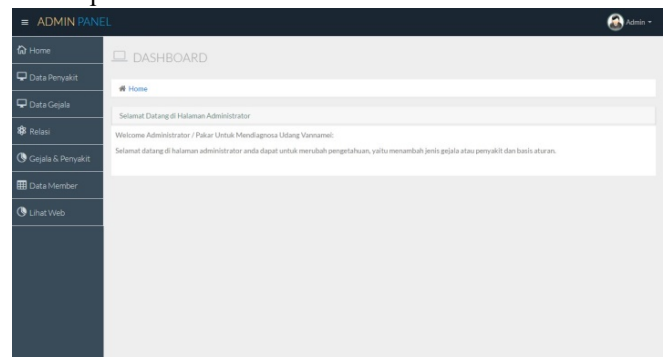 ADMIN PANEL
Admin
Home
Data Penyakit
Data Gejala
Relasi
Gejala & Penyakit
Data Member
Lihat Web
DASHBOARD
Home
Selamat Datang di Halaman Administrator
Welcome Administrator / Pakar Untuk Mendiagnosa Udang Vannamei:
Selamat datang di halaman administrator anda dapat untuk merubah pengetahuan, yaitu menambah jenis gejala atau penyakit dan basis aturan.